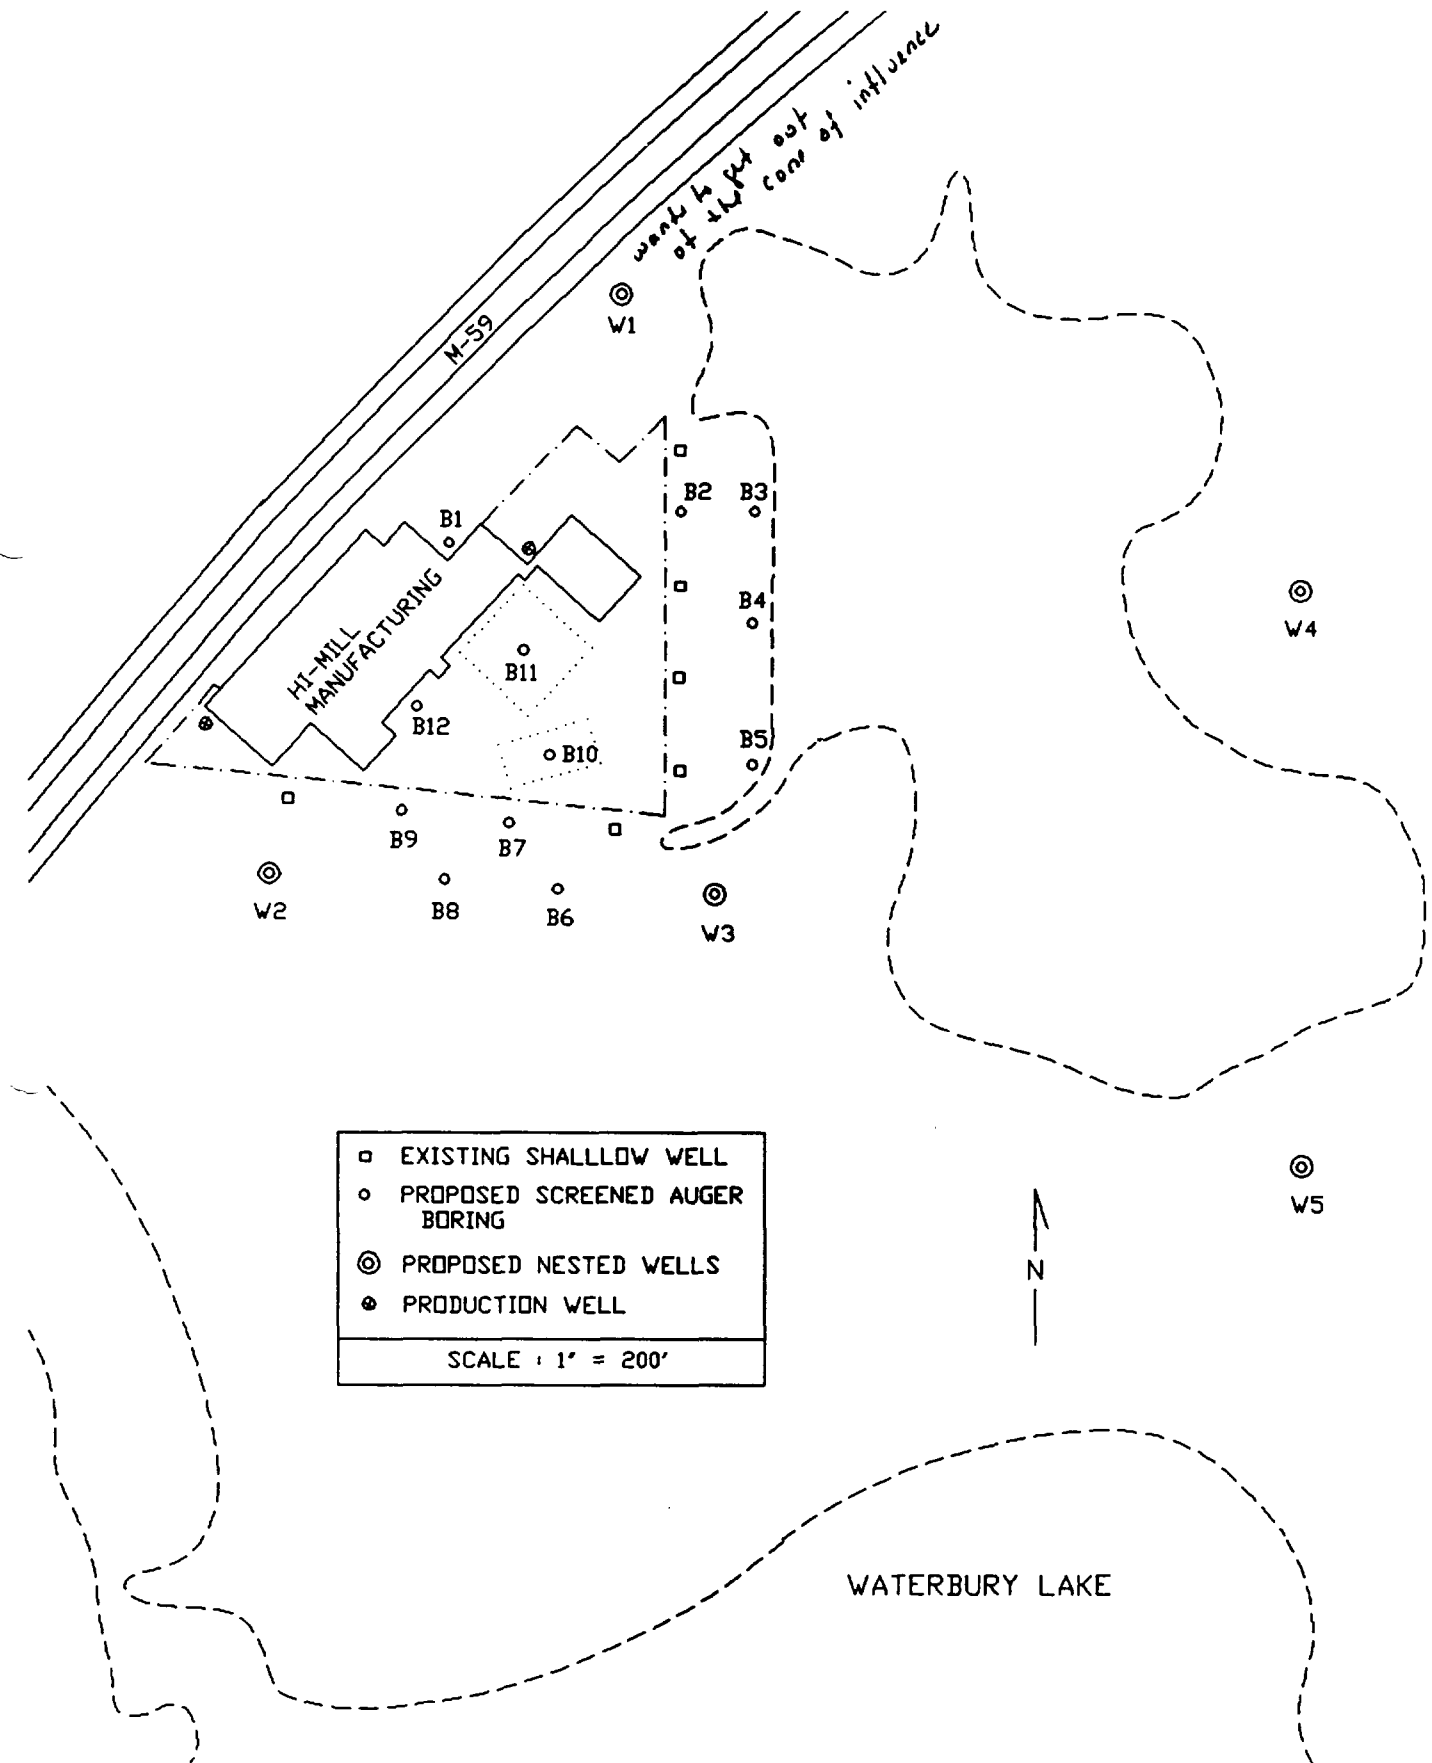 wants to get out
of the cone of influence
W1
M-59
B2 B3
B1
B4
HI-MILL
MANUFACTURING
W4
B11
B12
B5
B10
B9
B7
W2
B8
B6
W3
EXISTING SHALLLOW WELL
PROPOSED SCREENED AUGER
BORING
PROPOSED NESTED WELLS
PRODUCTION WELL
SCALE : 1" = 200'
W5
N
WATERBURY LAKE